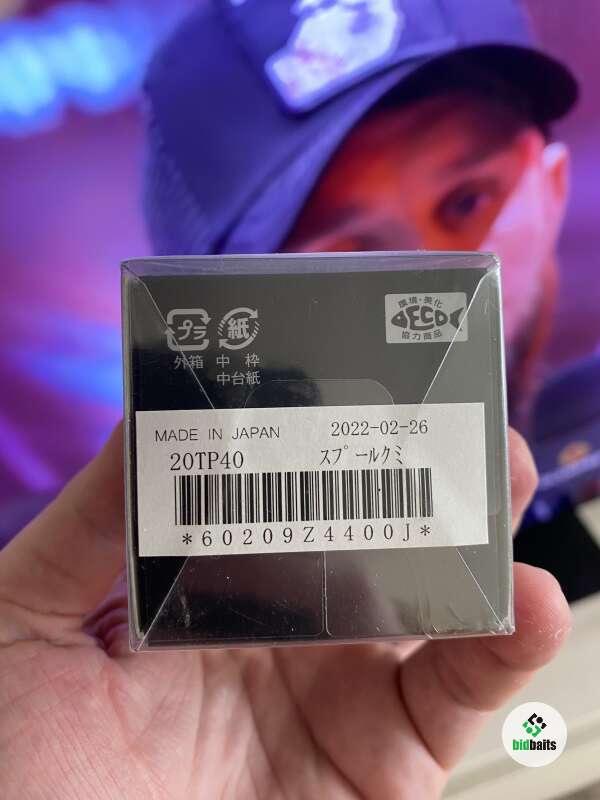 環境・美化
ECO
協力商品
プラ 紙
外箱 中 枠
中台紙
MADE IN JAPAN 2022-02-26
20TP40 スプールクミ
*60209Z4400J*
bidbaits